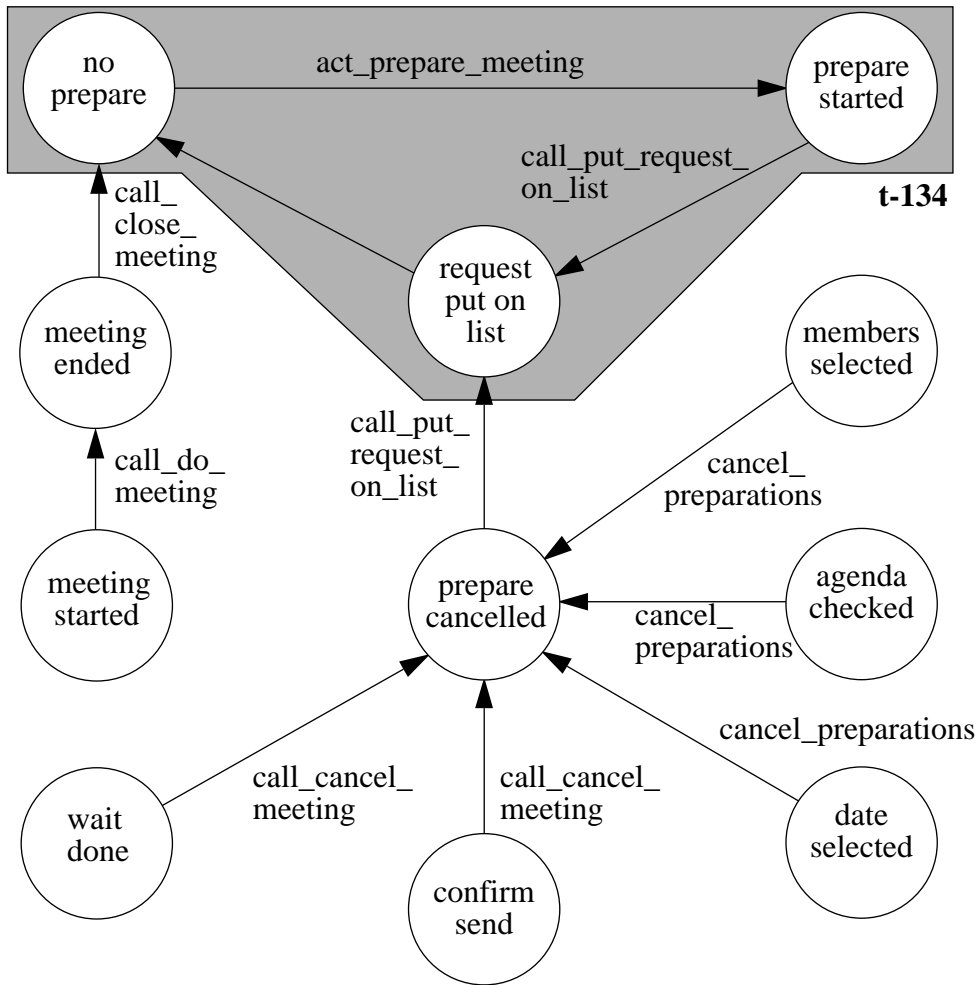 no
prepare
act_prepare_meeting
prepare
started
call_put_request_
on_list
t-134
call_
close_
meeting
request
put on
list
meeting
ended
members
selected
call_put_
request_
on_list
call_do_
meeting
cancel_
preparations
meeting
started
prepare
cancelled
agenda
checked
cancel_
preparations
cancel_preparations
call_cancel_
meeting
call_cancel_
meeting
wait
done
date
selected
confirm
send